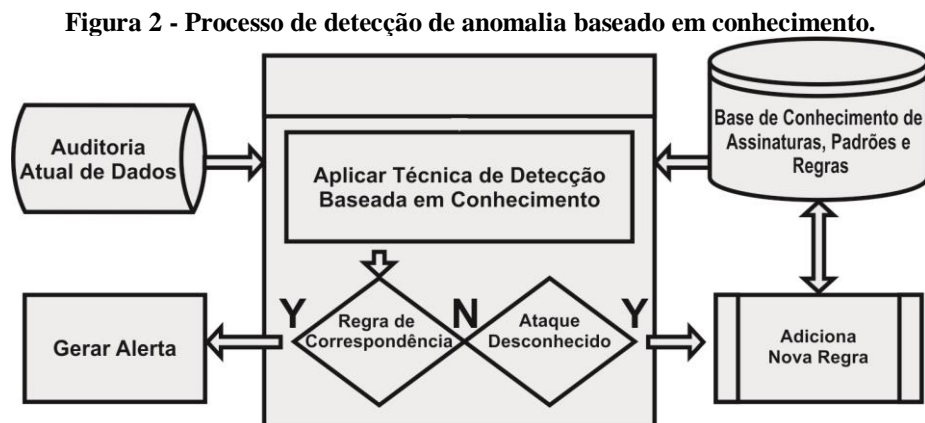 Figura 2 - Processo de detecção de anomalia baseado em conhecimento.
Auditoria
Atual de Dados
Aplicar Técnica de Detecção
Baseada em Conhecimento
Base de Conhecimento de
Assinaturas, Padrões e
Regras
Gerar Alerta
Y
Regra de
Correspondência
N
Ataque
Desconhecido
Y
Adiciona
Nova Regra